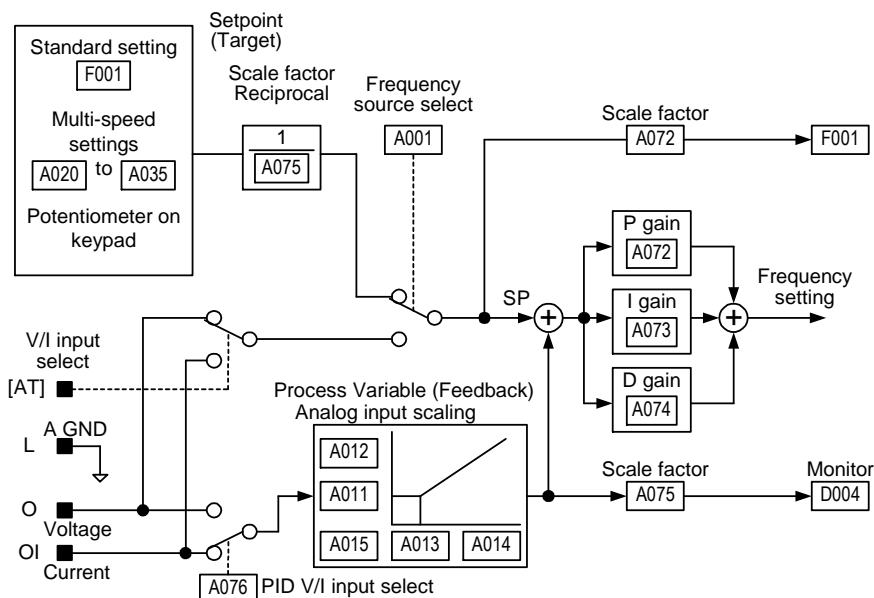 Setpoint
(Target)
Standard setting
F001
Multi-speed
settings
A020 to A035
Potentiometer on
keypad
Scale factor
Reciprocal
1
A075
Frequency
source select
A001
Scale factor
A072
F001
SP
P gain
A072
I gain
A073
D gain
A074
Frequency
setting
V/I input
select
[AT]
A GND
L
O
Voltage
OI
Current
Process Variable (Feedback)
Analog input scaling
A012
A011
A015
A013
A014
A076
PID V/I input select
Scale factor
A075
Monitor
D004